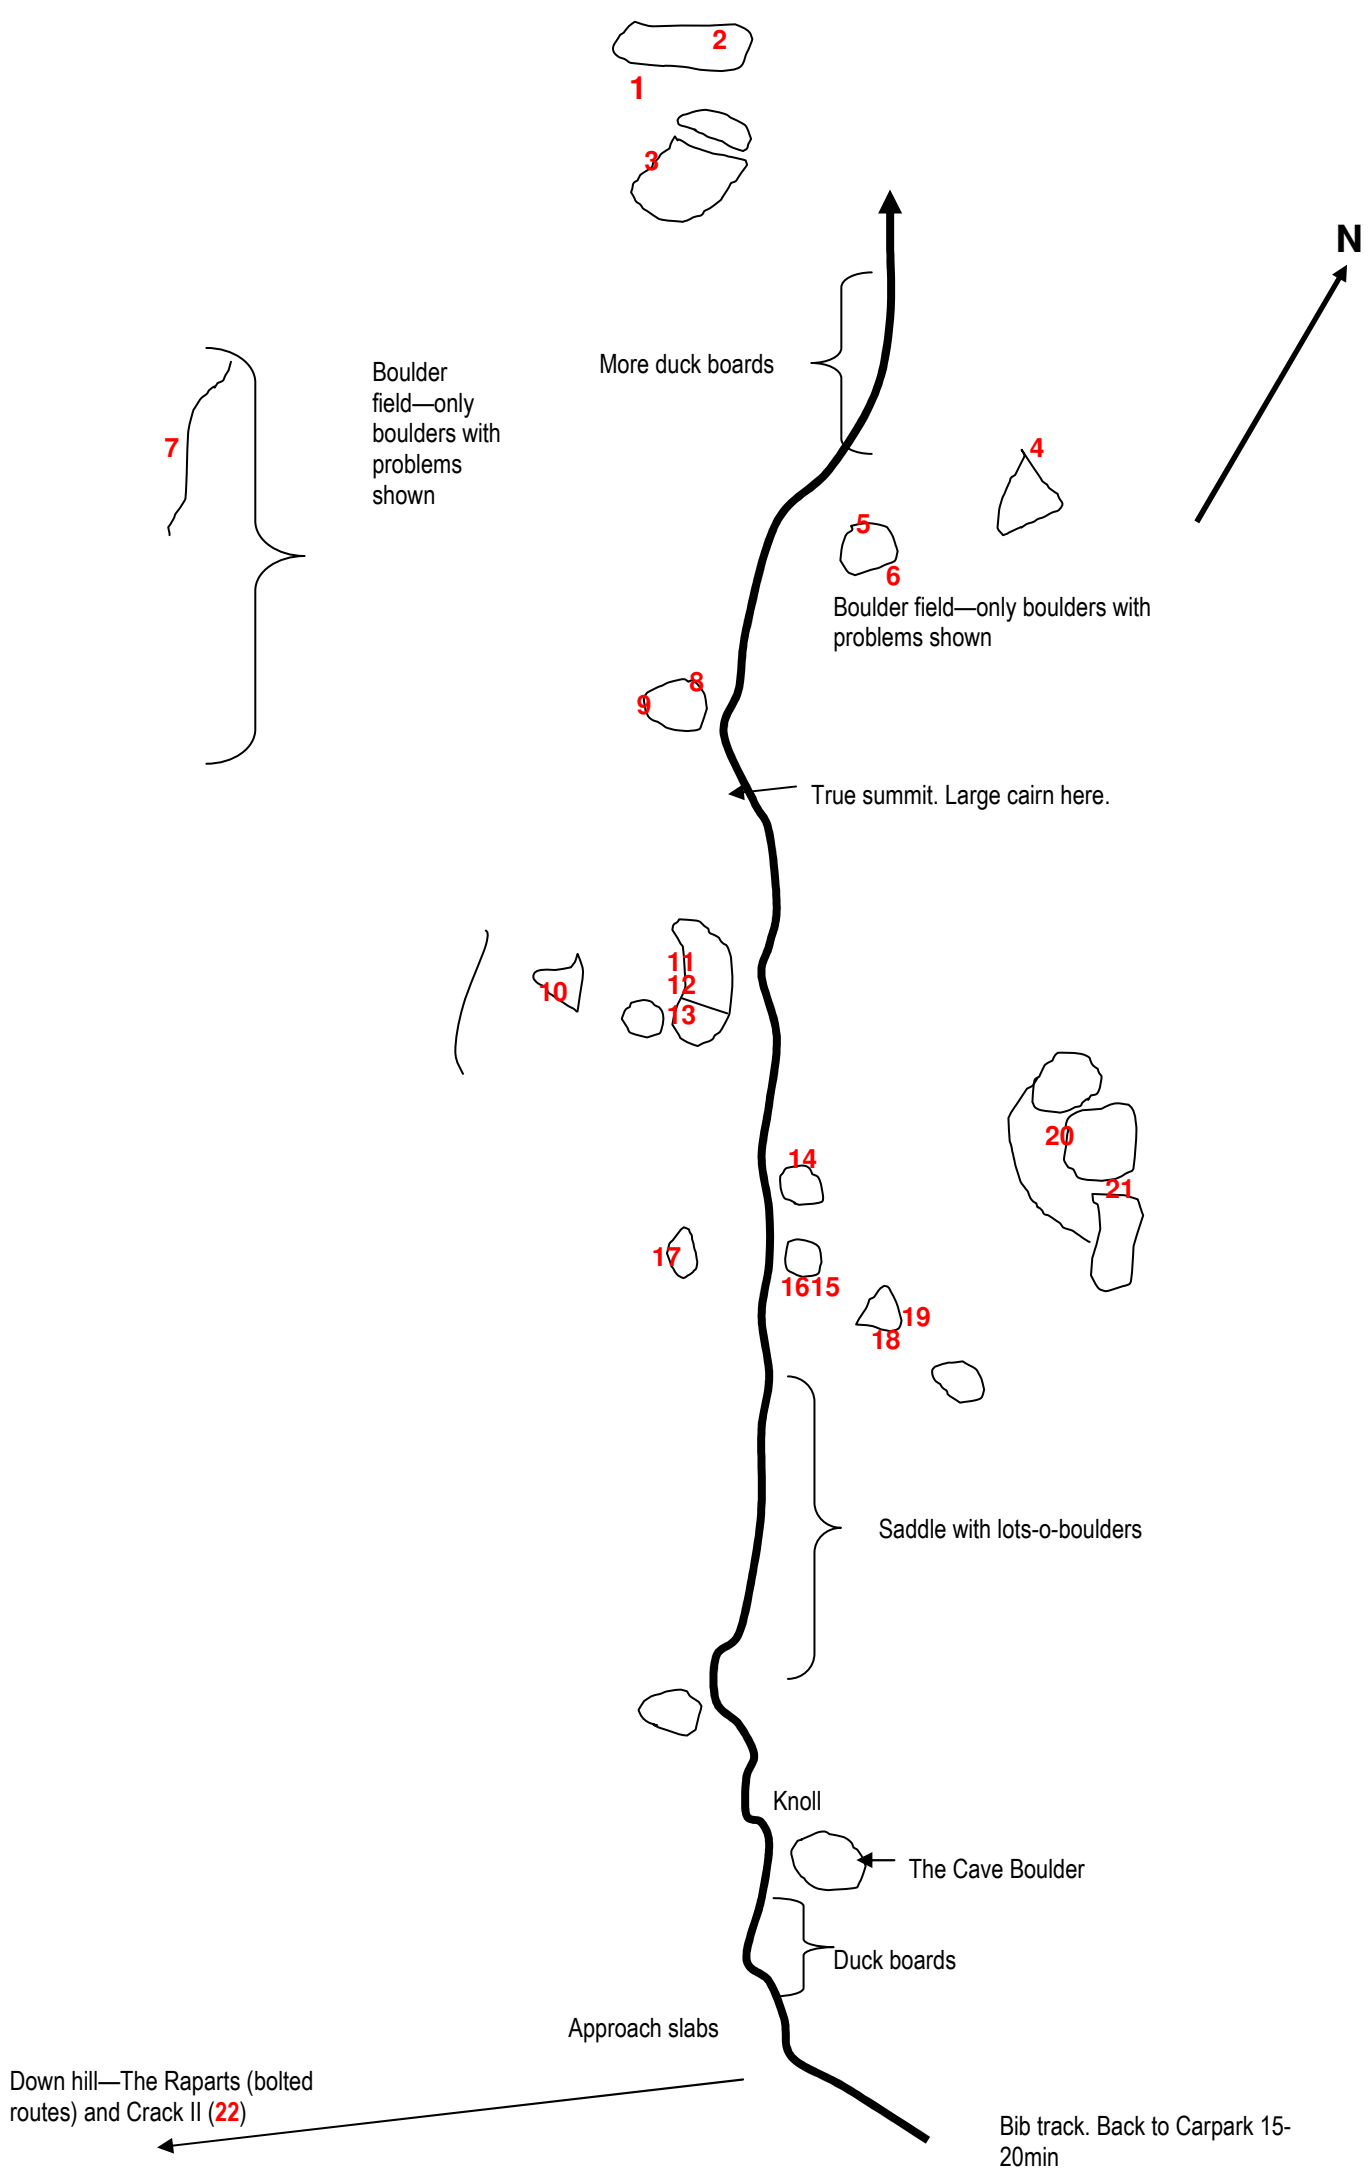 2
1
3
N
More duck boards
Boulder
field—only
boulders with
problems
shown
7
4
5
6
Boulder field—only boulders with
problems shown
8
9
True summit. Large cairn here.
11
12
10
13
20
14
21
17
1615
19
18
Saddle with lots-o-boulders
Knoll
The Cave Boulder
Duck boards
Approach slabs
Down hill—The Raparts (bolted
routes) and Crack II (22)
Bib track. Back to Carpark 15-
20min